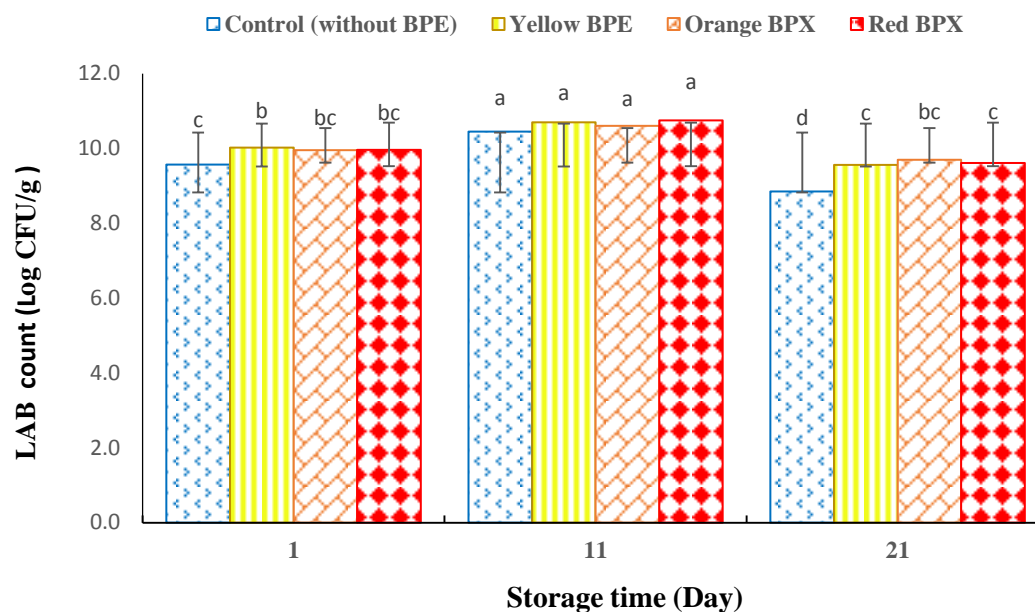 Control (without BPE) Yellow BPE Orange BPX Red BPX
12.0
10.0
8.0
6.0
4.0
2.0
0.0
LAB count (Log CFU/g )
c b bc bc
a a a a
d c bc c
1 11 21
Storage time (Day)